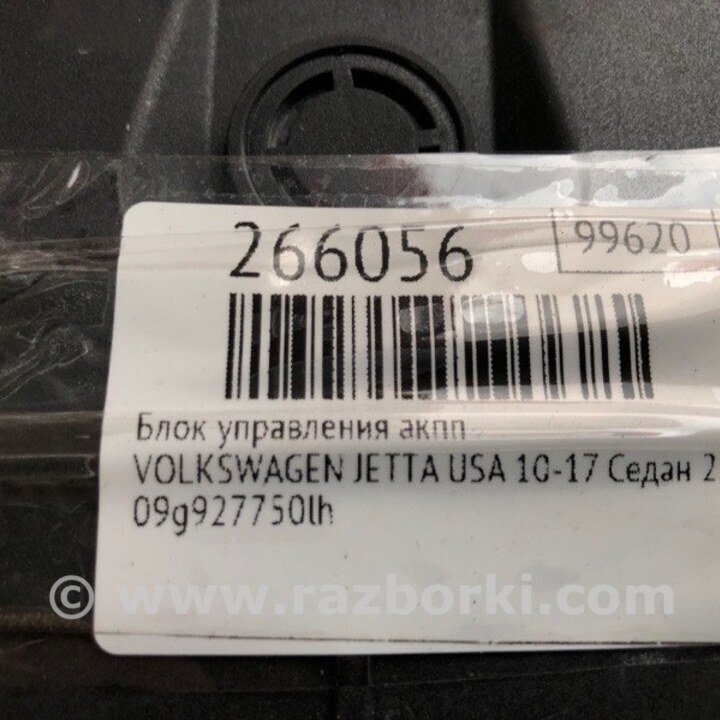 266056
99620
Блок управления акпп
VOLKSWAGEN JETTA USA 10-17 Седан 2
09g927750lh
© www.razborki.com